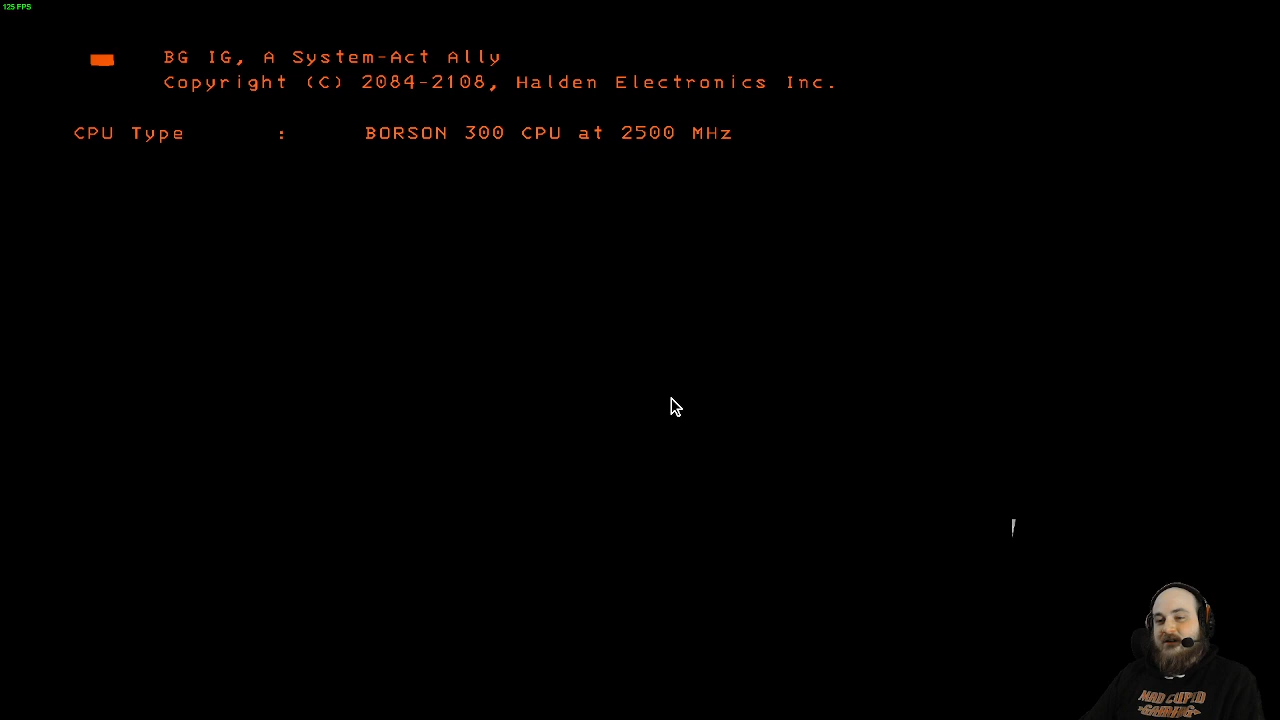 125 FPS
BG IG, A System-Act Ally
Copyright (C) 2084-2108, Halden Electronics Inc.
CPU Type : BORSON 300 CPU at 2500 MHz
GAMING